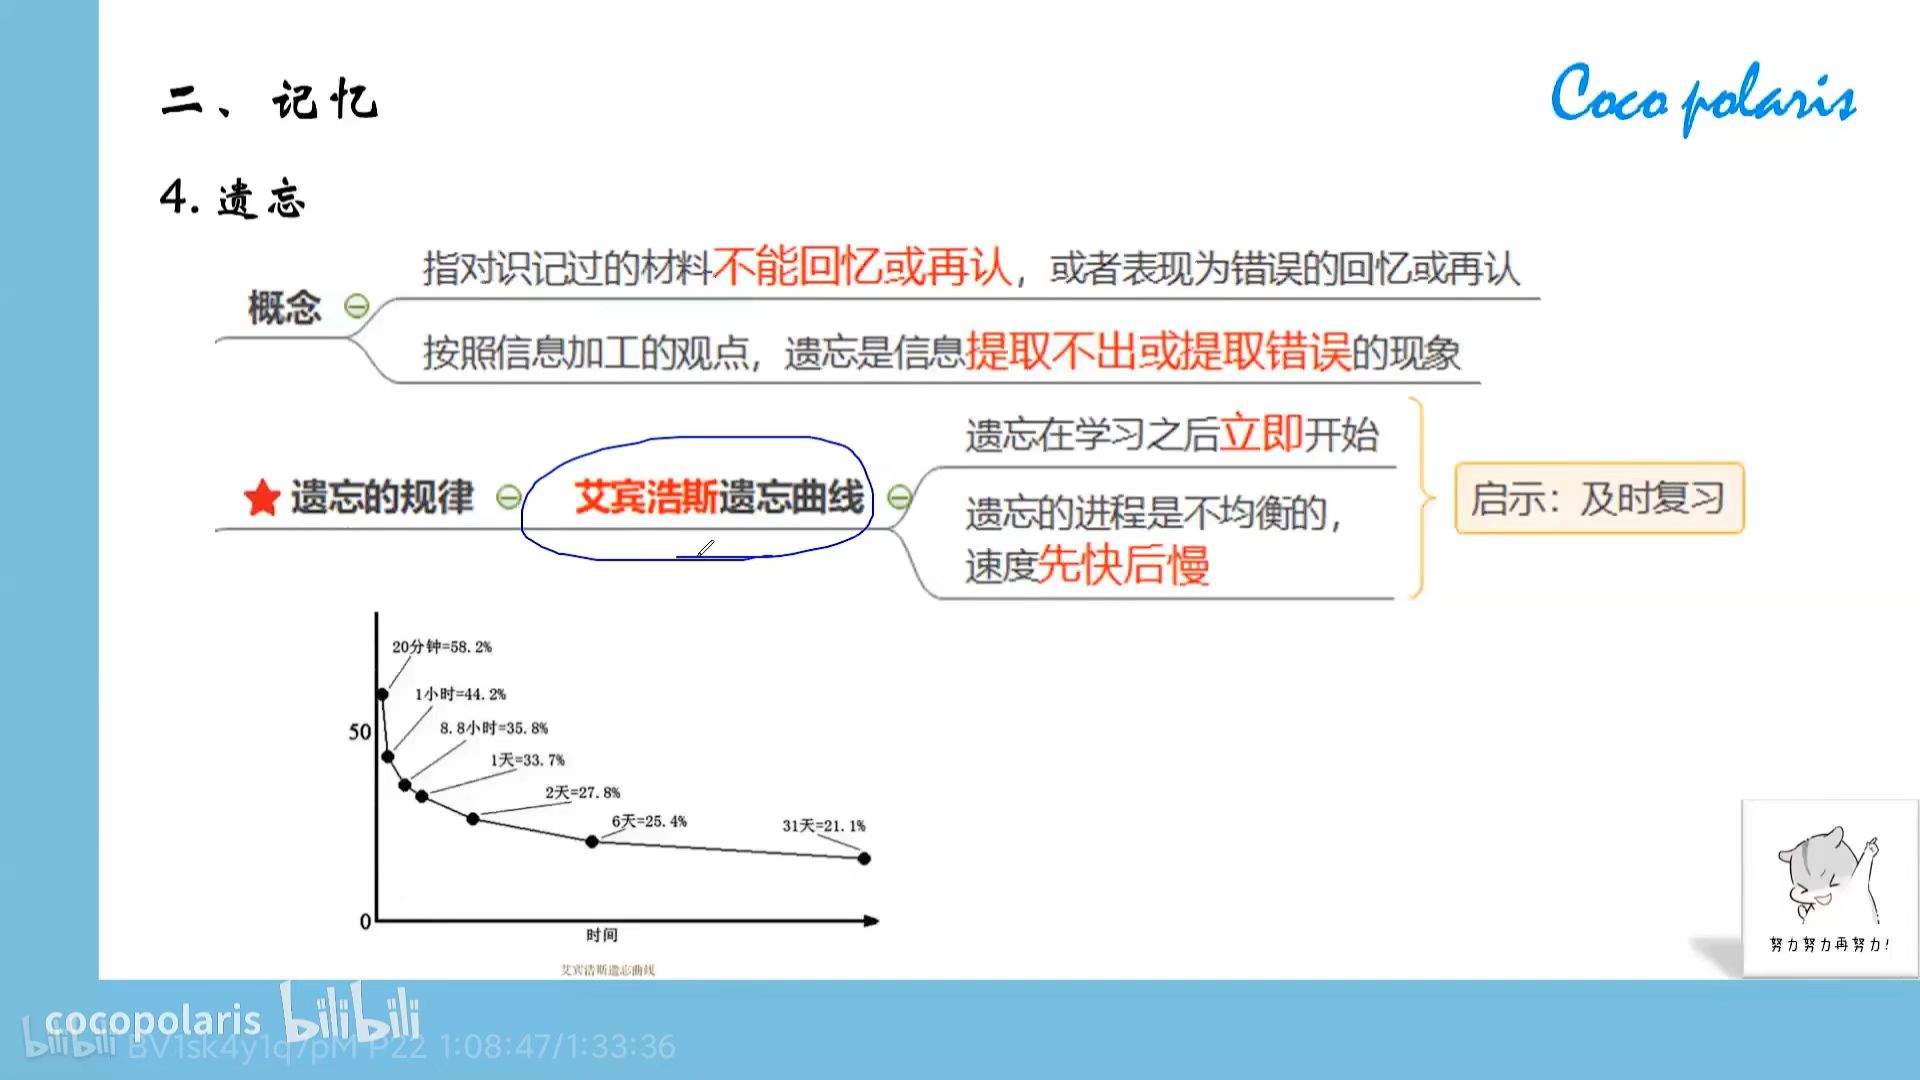 二、记忆
Coco polaris
4. 遗忘
指对识记过的材料不能回忆或再认，或者表现为错误的回忆或再认
概念
按照信息加工的观点，遗忘是信息提取不出或提取错误的现象
遗忘在学习之后立即开始
遗忘的规律
艾宾浩斯遗忘曲线
遗忘的进程是不均衡的，
速度先快后慢
启示：及时复习
20分钟=58.2%
1小时=44.2%
50
8.8小时=35.8%
1天=33.7%
2天=27.8%
6天=25.4%
31天=21.1%
0
时间
艾宾浩斯遗忘曲线
努力努力再努力!
cocopolaris bilibili
bilibili BV1sk4y1q7pM P22 1:08:47/1:33:36